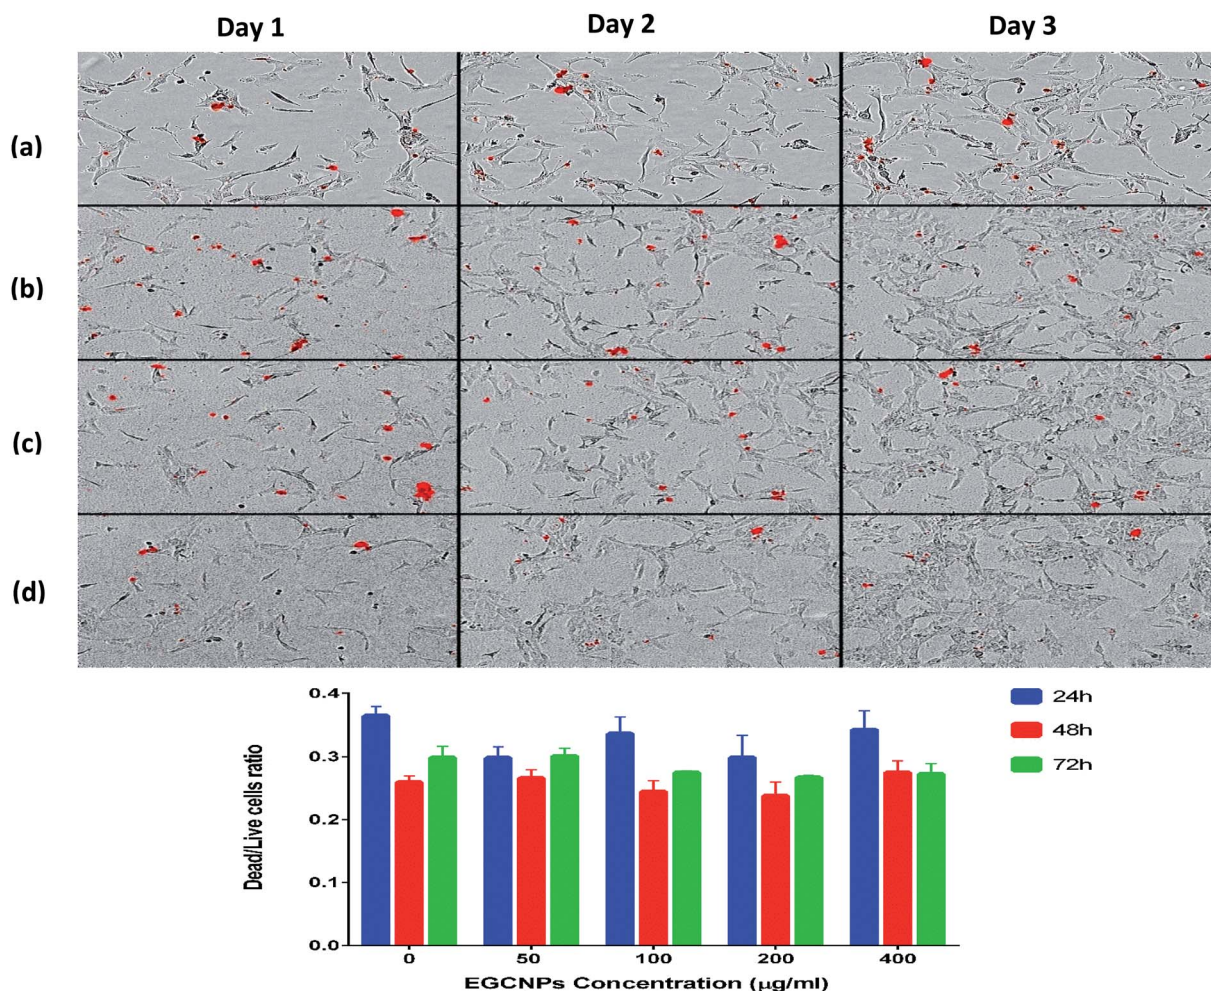 Day 1 Day 2 Day 3
(a)
(b)
(c)
(d)
0.4
0.3
0.2
0.1
0.0
Dead/Live cells ratio
24h
48h
72h
0 50 100 200 400
EGCNPs Concentration (µg/ml)